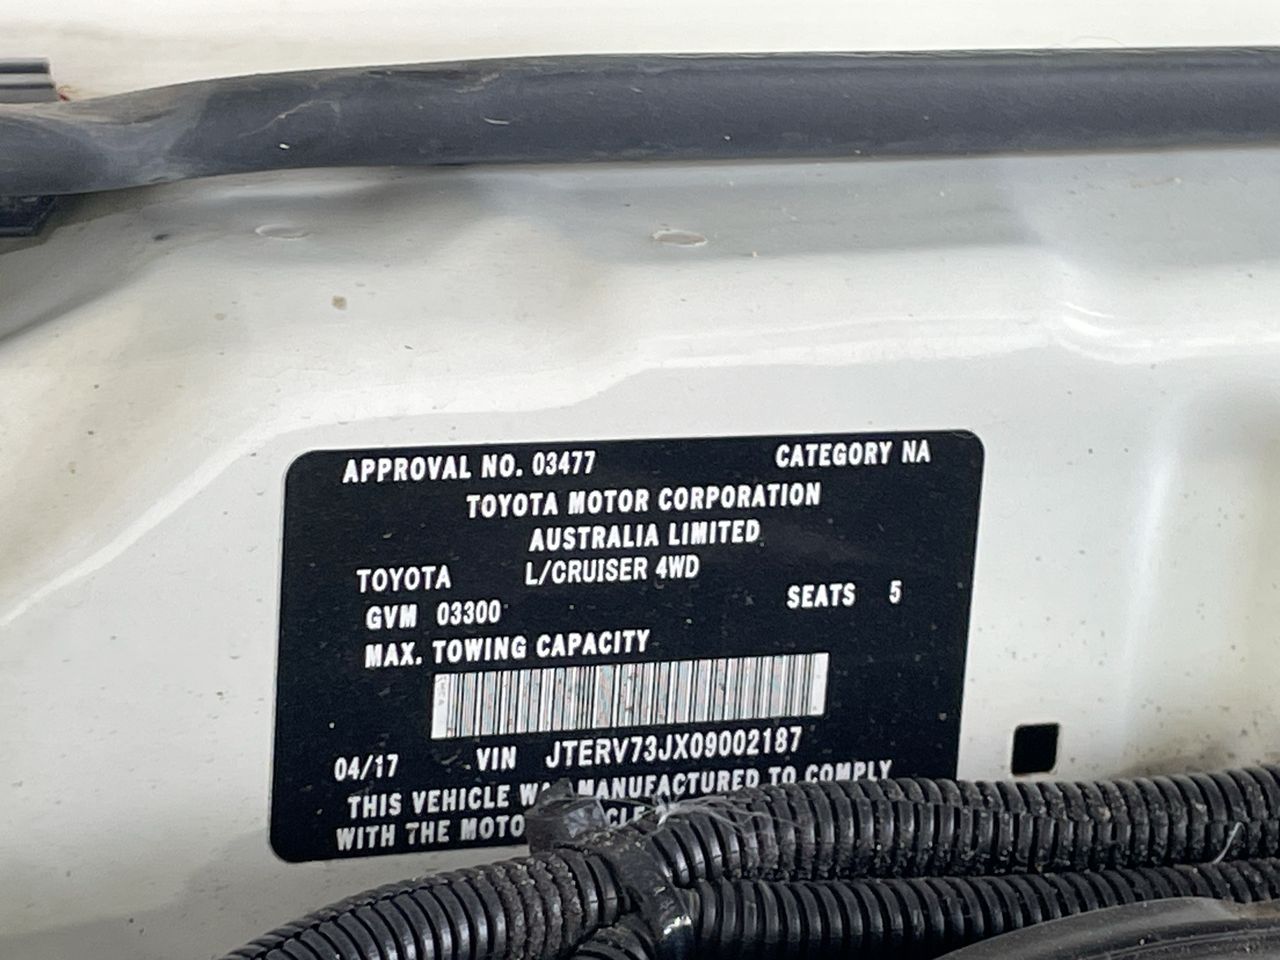 APPROVAL NO. 03477 CATEGORY NA
TOYOTA MOTOR CORPORATION
AUSTRALIA LIMITED
TOYOTA L/CRUISER 4WD
GVM 03300 SEATS 5
MAX. TOWING CAPACITY
04/17 VIN JTERV73JX09002187
THIS VEHICLE MANUFACTURED TO COMPLY
WITH THE